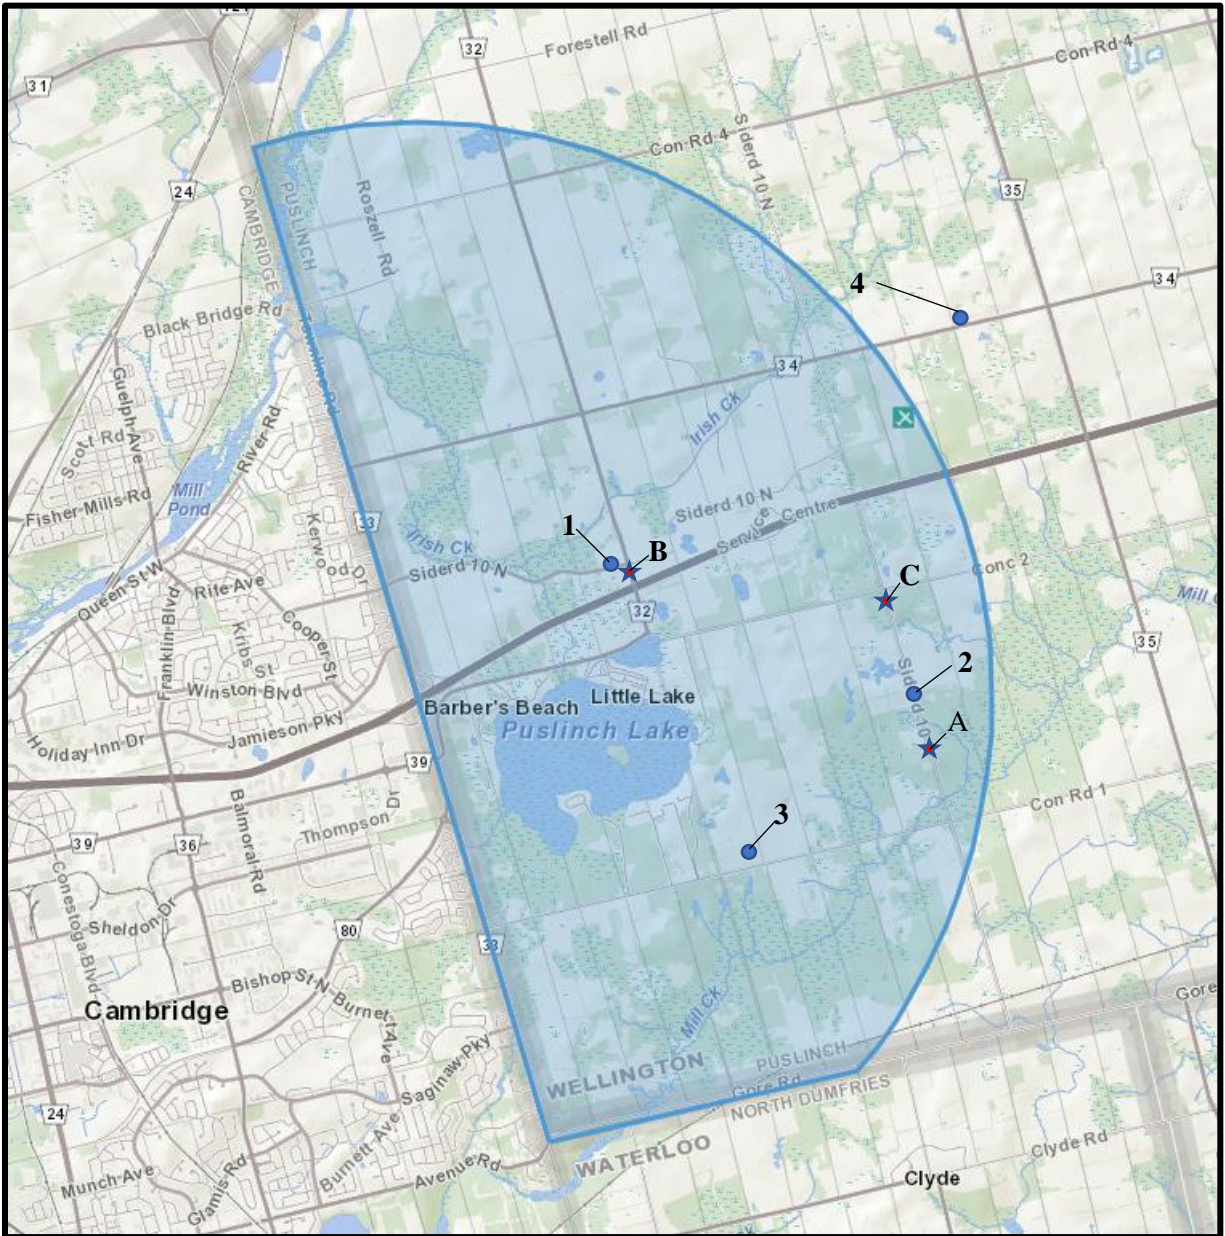 32
Forestell Rd
Con Rd 4
31
24
Siderd 10 N
Con Rd 4
35
CAMBRIDGE
PUSLINCH
Roszell Rd
4
34
Black Bridge Rd
Townline Rd
34
Guelph Ave
Irish Ck
Scott Rd
River Rd
Mill
Pond
Fisher-Mills Rd
33
Kerwood Dr
Siderd 10 N
Service Centre
1
B
Irish Ck
Siderd 10 N
Conc 2
C
Queen St W
Rife Ave
32
Mill C
35
Franklin Blvd
Kribs St
Cooper St
2
Siderd 10
Winston Blvd
Little Lake
Barber's Beach
Puslinch Lake
A
Holiday Inn Dr
Jamieson Pky
39
Balmoral Rd
Con Rd 1
Thompson Dr
3
39
36
Conestoga Blvd
Sheldon Dr
80
33
Bishop St N
Burnett Ave
Cambridge
Mill Ck
Gore
Saginaw Pky
PUSLINCH
WELLINGTON
Gore Rd
NORTH DUMFRIES
24
Clyde Rd
WATERLOO
Burnett Ave
Avenue Rd
Munch Ave
Glamis Rd
Clyde